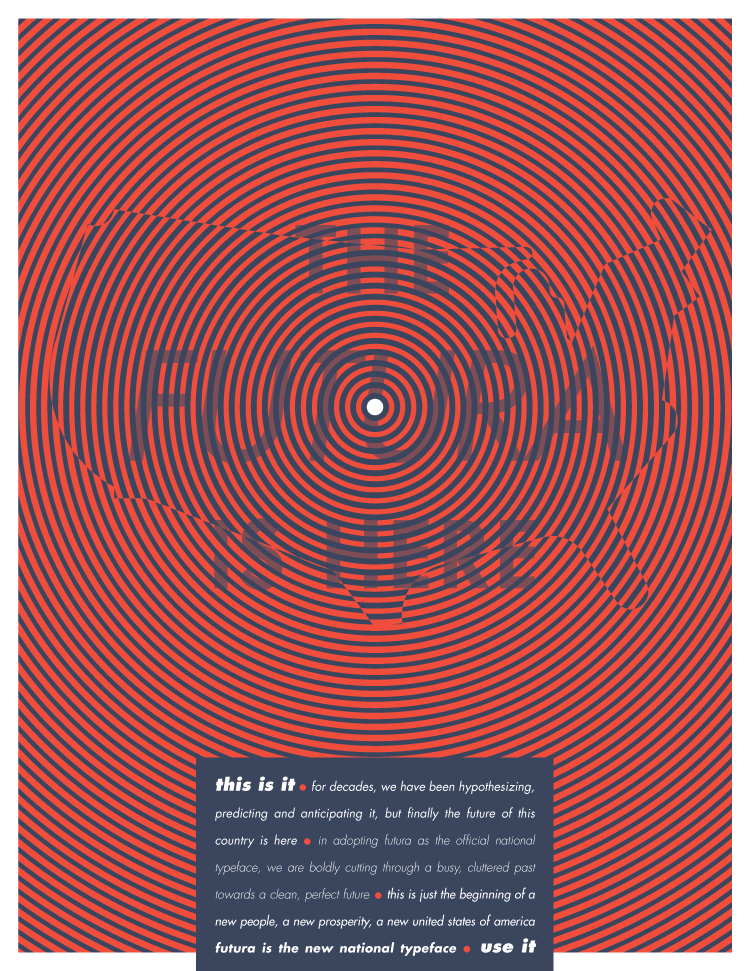 THE
FUTURA
IS HERE
this is it • for decades, we have been hypothesizing,
predicting and anticipating it, but finally the future of this
country is here • in adopting futura as the official national
typeface, we are boldly cutting through a busy, cluttered past
towards a clean, perfect future • this is just the beginning of a
new people, a new prosperity, a new united states of america
futura is the new national typeface • use it